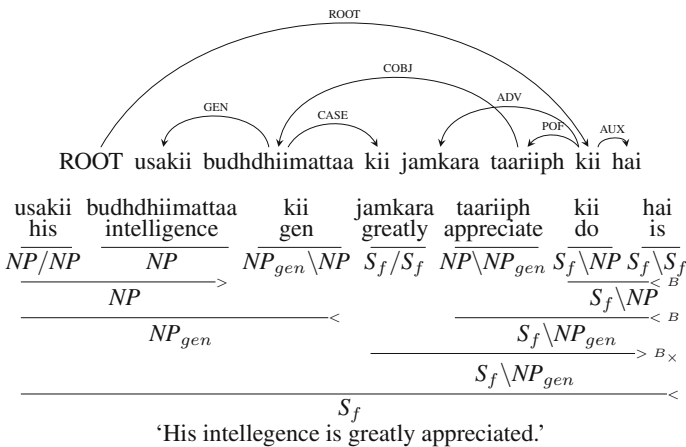 ROOT
COBJ
ADV
GEN CASE POF AUX
ROOT usakii budhdhiimattaa kii jamkara taariiph kii hai
usakii budhdhiimattaa kii jamkara taariiph kii hai
his intelligence gen greatly appreciate do is
NP/NP NP NP_gen\NP S_f/S_f NP\NP_gen S_f\NP S_f\S_f
> < B
NP S_f\NP
< < B
NP_gen S_f\NP_gen
> B×
S_f\NP_gen
<
S_f
‘His intellegence is greatly appreciated.’